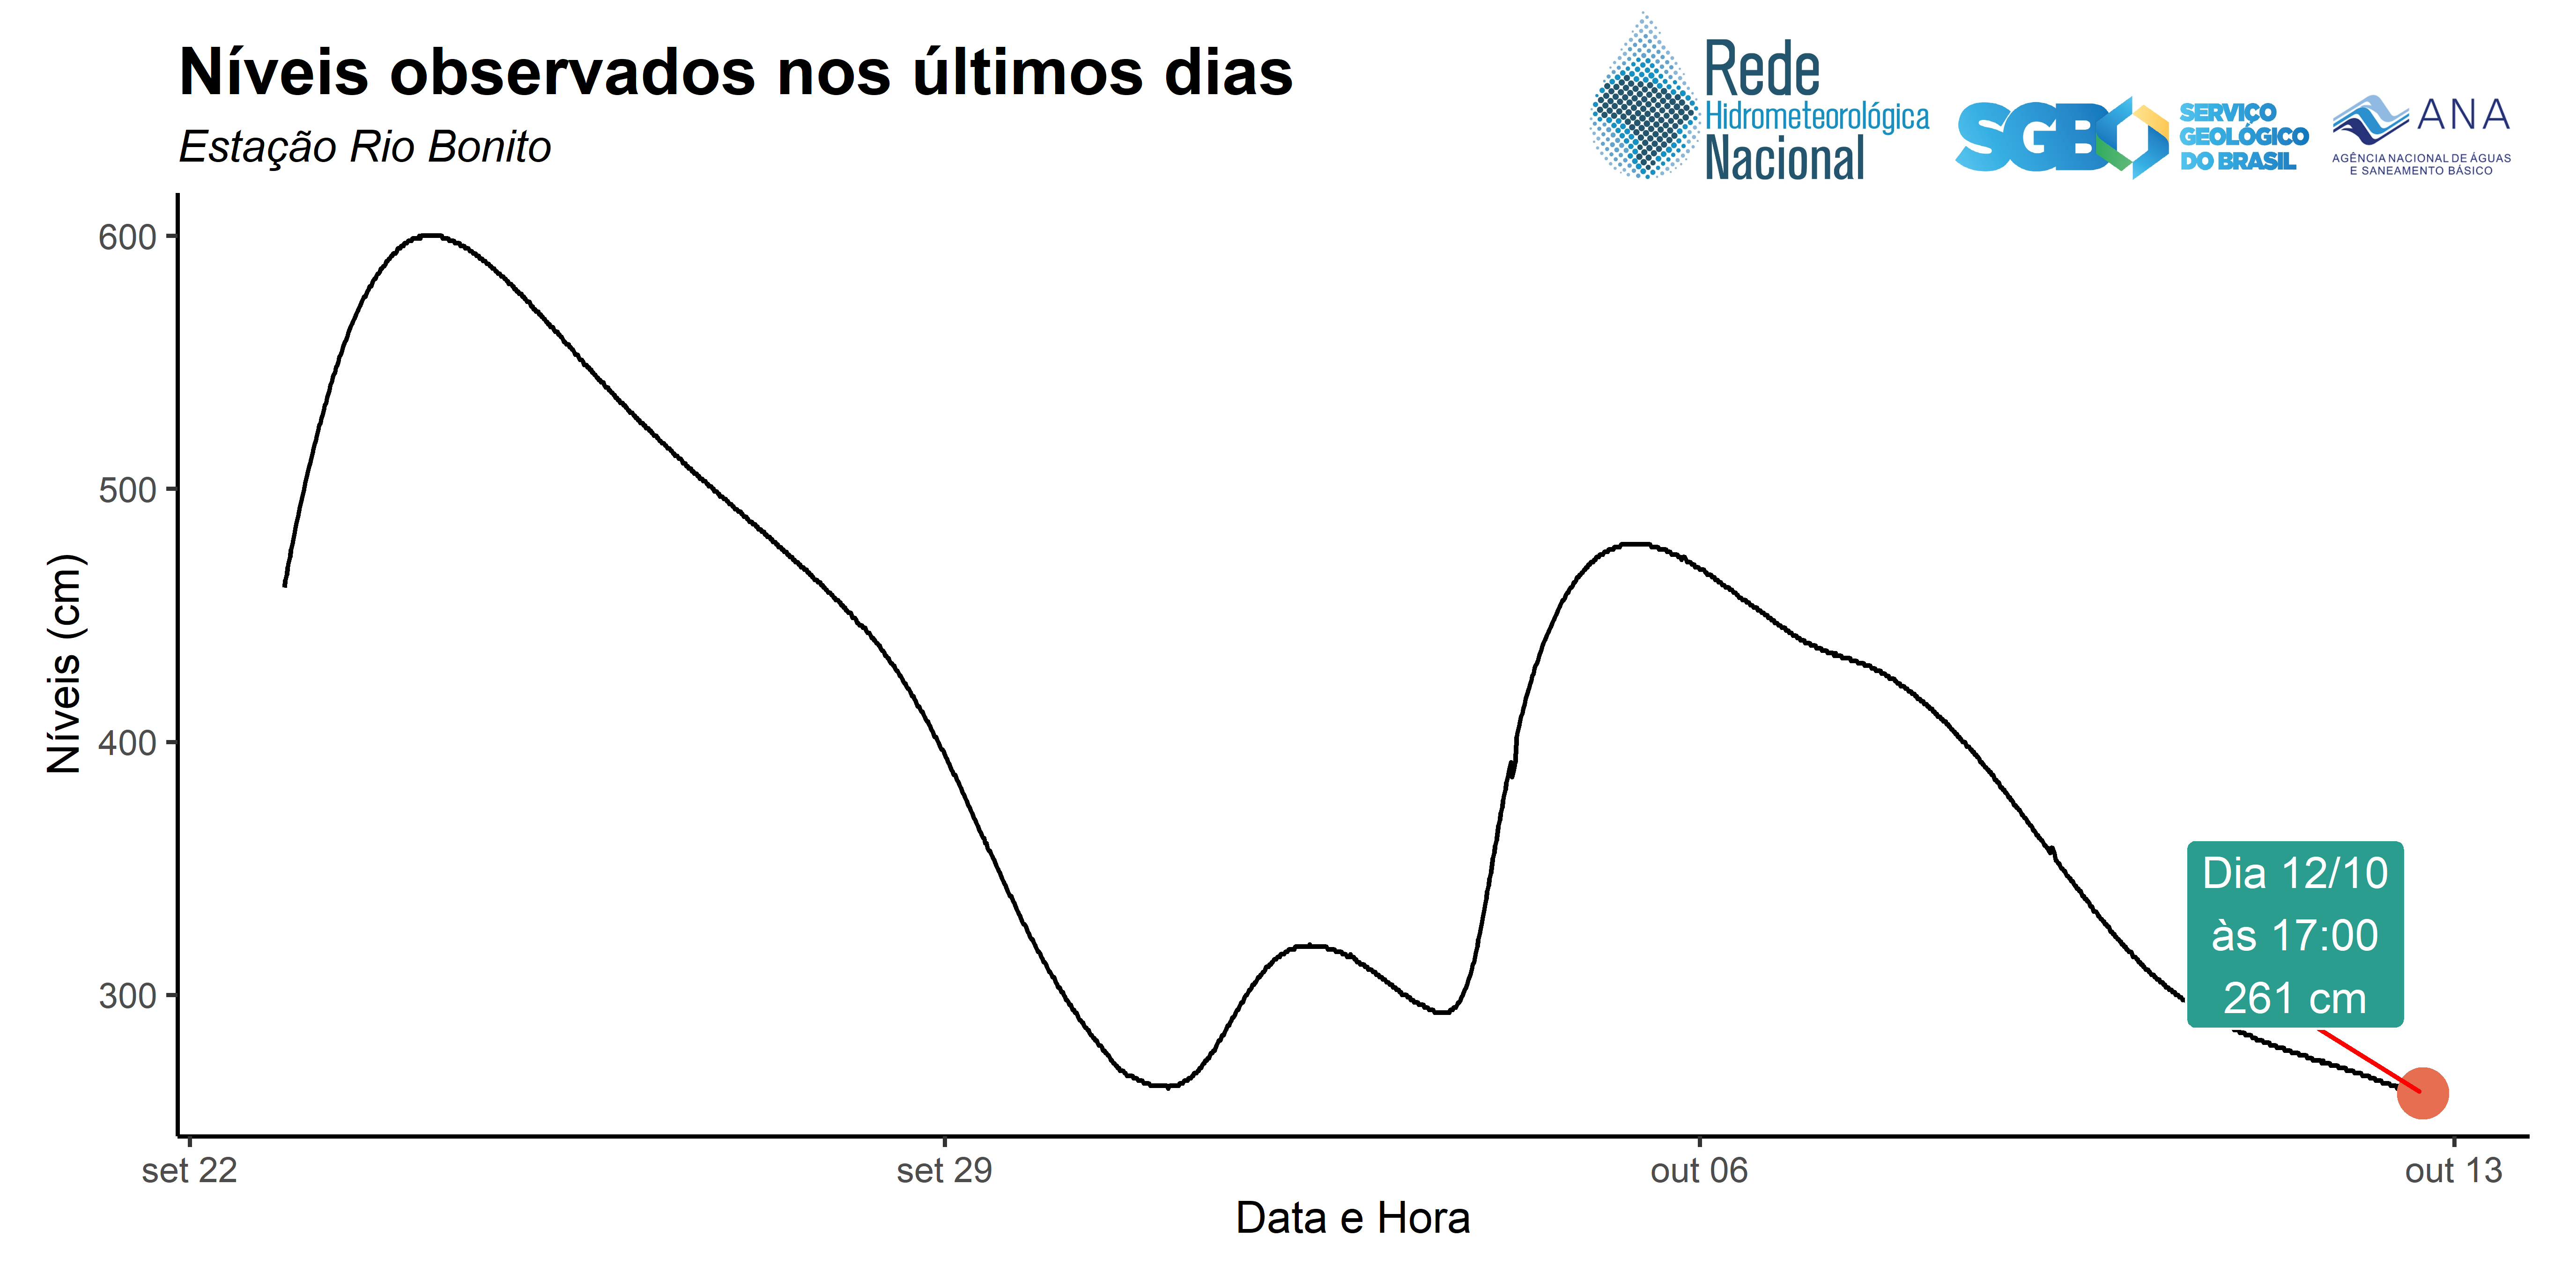 Níveis observados nos últimos dias
Estação Rio Bonito
Rede
Hidrometeorológica
Nacional
SGB
SERVIÇO
GEOLÓGICO
DO BRASIL
ANA
AGÊNCIA NACIONAL DE ÁGUAS
E SANEAMENTO BÁSICO
Níveis (cm)
600
500
400
300
Dia 12/10
às 17:00
261 cm
set 22
set 29
out 06
out 13
Data e Hora